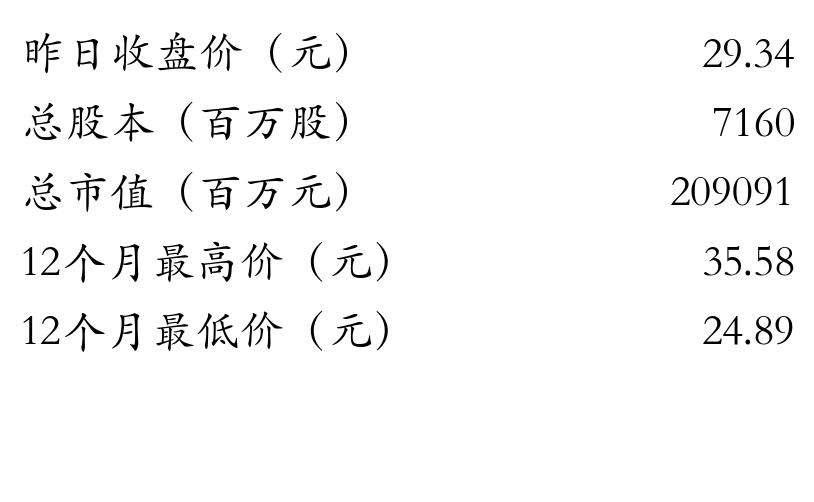 昨日收盘价（元） 29.34
总股本（百万股） 7160
总市值（百万元） 209091
12个月最高价（元） 35.58
12个月最低价（元） 24.89